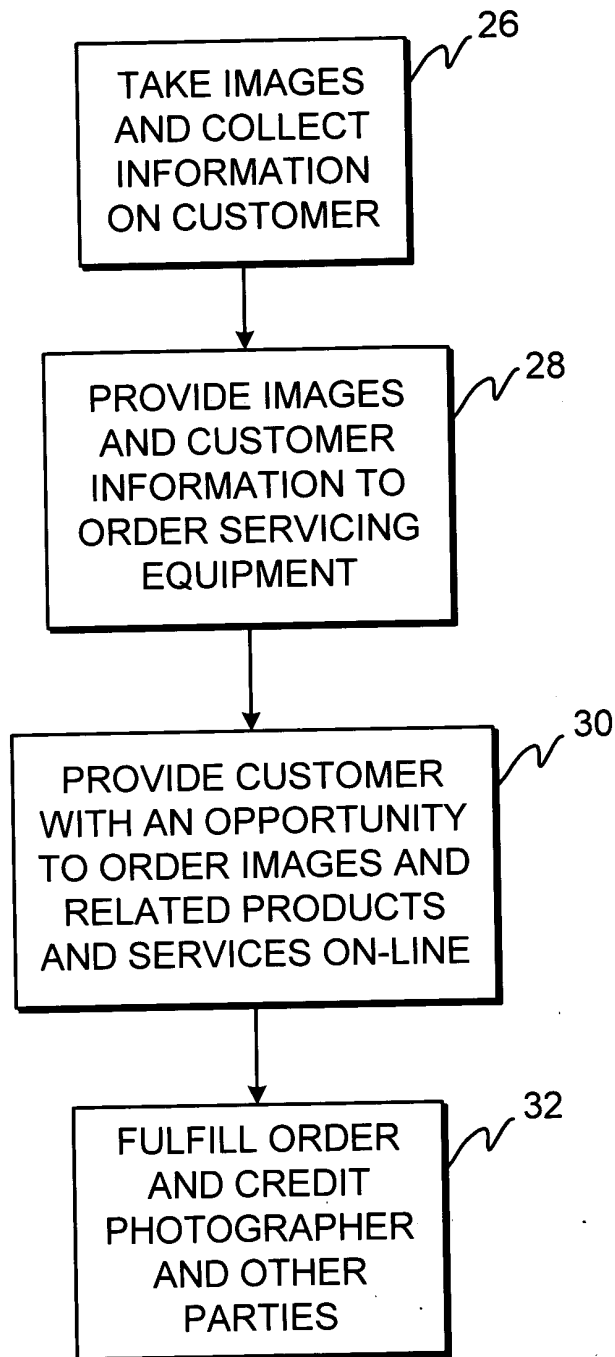 26
TAKE IMAGES
AND COLLECT
INFORMATION
ON CUSTOMER
28
PROVIDE IMAGES
AND CUSTOMER
INFORMATION TO
ORDER SERVICING
EQUIPMENT
30
PROVIDE CUSTOMER
WITH AN OPPORTUNITY
TO ORDER IMAGES AND
RELATED PRODUCTS
AND SERVICES ON-LINE
32
FULFILL ORDER
AND CREDIT
PHOTOGRAPHER
AND OTHER
PARTIES